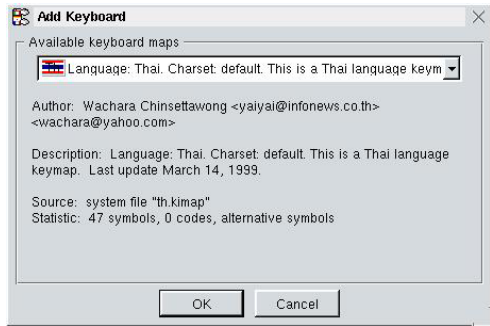 Add Keyboard
Available keyboard maps
Language: Thai. Charset: default. This is a Thai language keym
Author: Wachara Chinsettawong <yaiyai@infonews.co.th>
<wachara@yahoo.com>
Description: Language: Thai. Charset: default. This is a Thai language
keymap. Last update March 14, 1999.
Source: system file "th.kimap"
Statistic: 47 symbols, 0 codes, alternative symbols
OK
Cancel